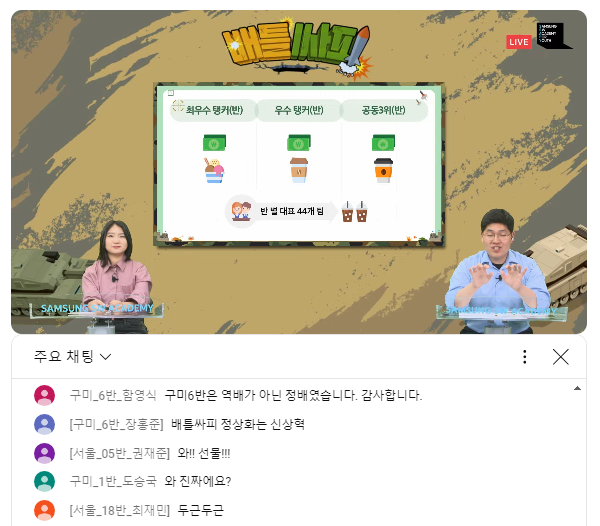 배틀싸피
LIVE
SAMSUNG
SW ACADEMY
FOR YOUTH
최우수 탱커(반) 우수 탱커(반) 공동3위(반)
반 별 대표 44개 팀
SAMSUNG SW ACADEMY
주요 채팅
구미_6반_함영식 구미6반은 역배가 아닌 정배였습니다. 감사합니다.
[구미_6반_장홍준] 배틀싸피 정상화는 신상혁
[서울_05반_권재준] 와!! 선물!!!
구미_1반_도승국 와 진짜에요?
[서울_18반_최재민] 두근두근